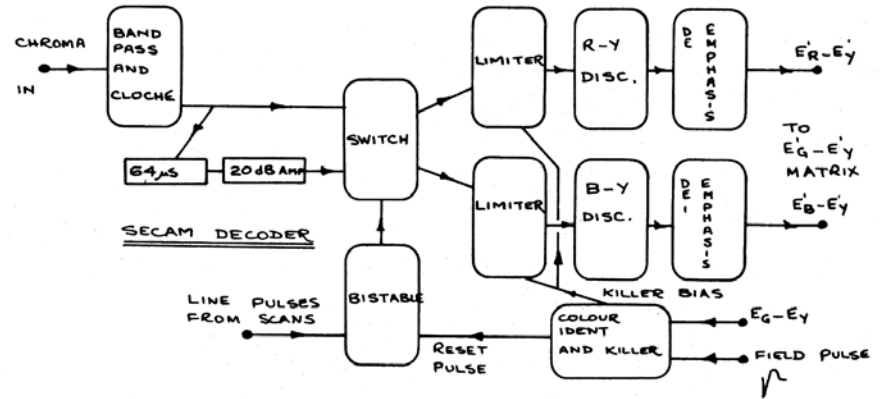 CHROMA
IN
BAND
PASS
AND
CLOCHE
64µS
20dB AMP
SWITCH
LIMITER
R-Y
DISC.
DE
EMPHASIS
E'R-E'Y
TO
E'G-E'Y
MATRIX
LIMITER
B-Y
DISC.
DE
EMPHASIS
E'B-E'Y
SECAM DECODER
LINE PULSES
FROM SCANS
BISTABLE
RESET
PULSE
KILLER BIAS
COLOUR
IDENT
AND KILLER
EG-EY
FIELD PULSE